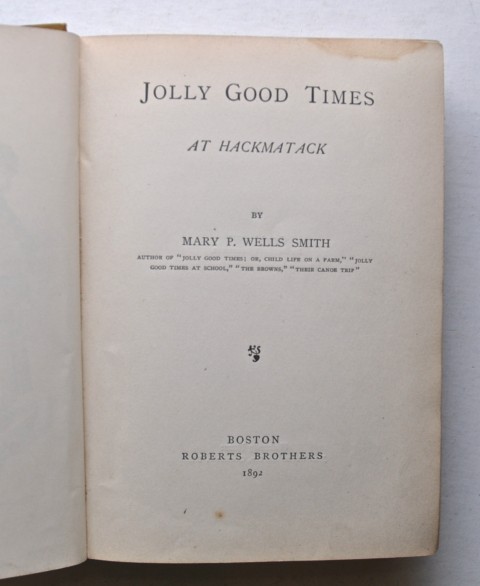 JOLLY GOOD TIMES
AT HACKMATACK
BY
MARY P. WELLS SMITH
AUTHOR OF "JOLLY GOOD TIMES; OR, CHILD LIFE ON A FARM," "JOLLY
GOOD TIMES AT SCHOOL," "THE BROWNS," "THEIR CANOE TRIP"
BOSTON
ROBERTS BROTHERS
1892